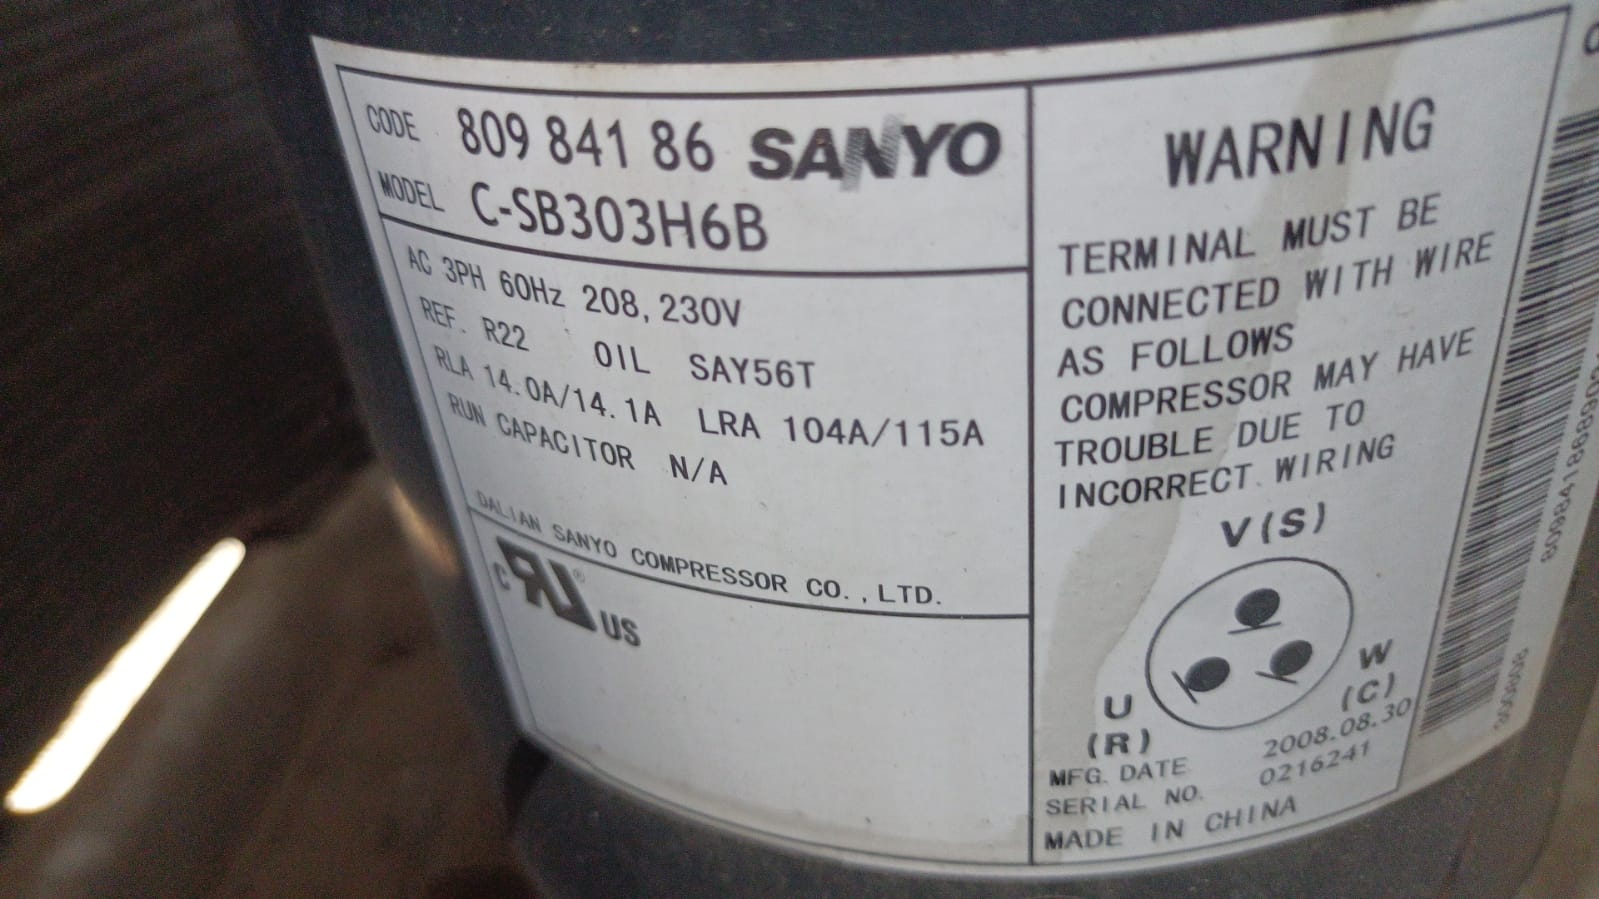 CODE 809 841 86 SANYO
MODEL C-SB303H6B
AC 3PH 60Hz 208, 230V
REF. R22 OIL SAY56T
RLA 14.0A/14.1A LRA 104A/115A
RUN CAPACITOR N/A
DALIAN SANYO COMPRESSOR CO., LTD.
c RU® US
WARNING
TERMINAL MUST BE
CONNECTED WITH WIRE
AS FOLLOWS
COMPRESSOR MAY HAVE
TROUBLE DUE TO
INCORRECT WIRING
V(S)
U
(R)
W
(C)
MFG. DATE 2008.08.30
SERIAL NO. 0216241
MADE IN CHINA